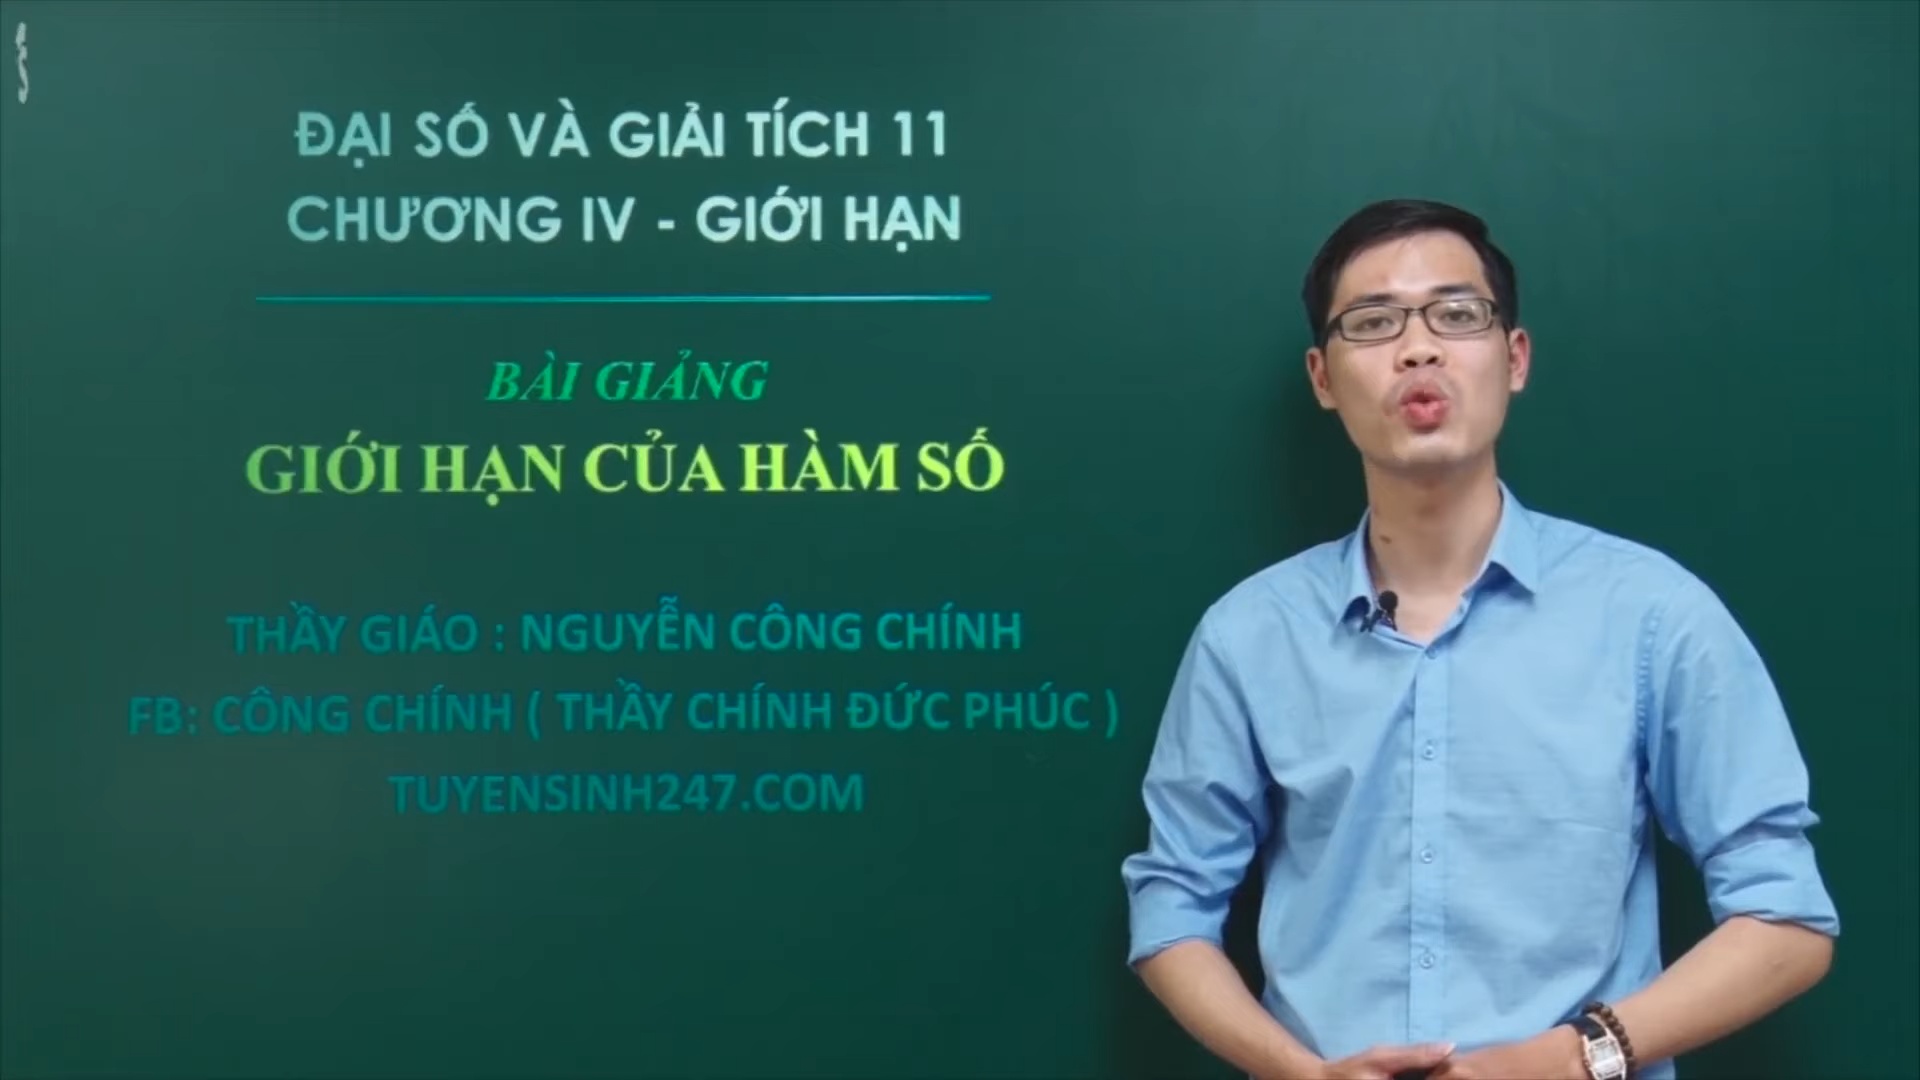 ĐẠI SỐ VÀ GIẢI TÍCH 11
CHƯƠNG IV - GIỚI HẠN
BÀI GIẢNG
GIỚI HẠN CỦA HÀM SỐ
THẦY GIÁO : NGUYỄN CÔNG CHÍNH
FB: CÔNG CHÍNH ( THẦY CHÍNH ĐỨC PHÚC )
TUYENSINH247.COM